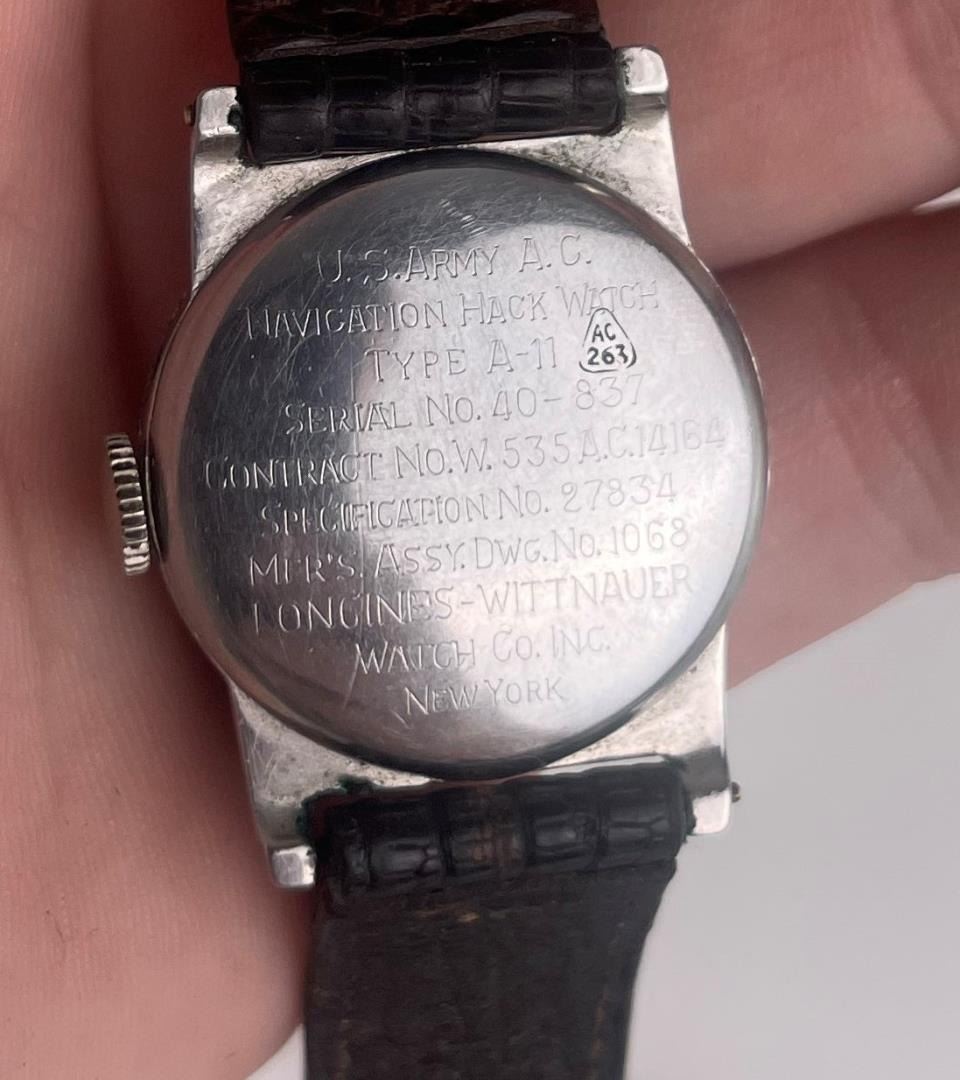 U. S. ARMY A. C.
NAVIGATION HACK WATCH
TYPE A-11
AC
263
SERIAL No. 40-837
CONTRACT No. W. 535 A.C. 14164
SPECIFICATION No. 27834
MFR'S. ASSY. DWG. No. 1068
LONGINES-WITTNAUER
WATCH Co. INC.
NEW YORK